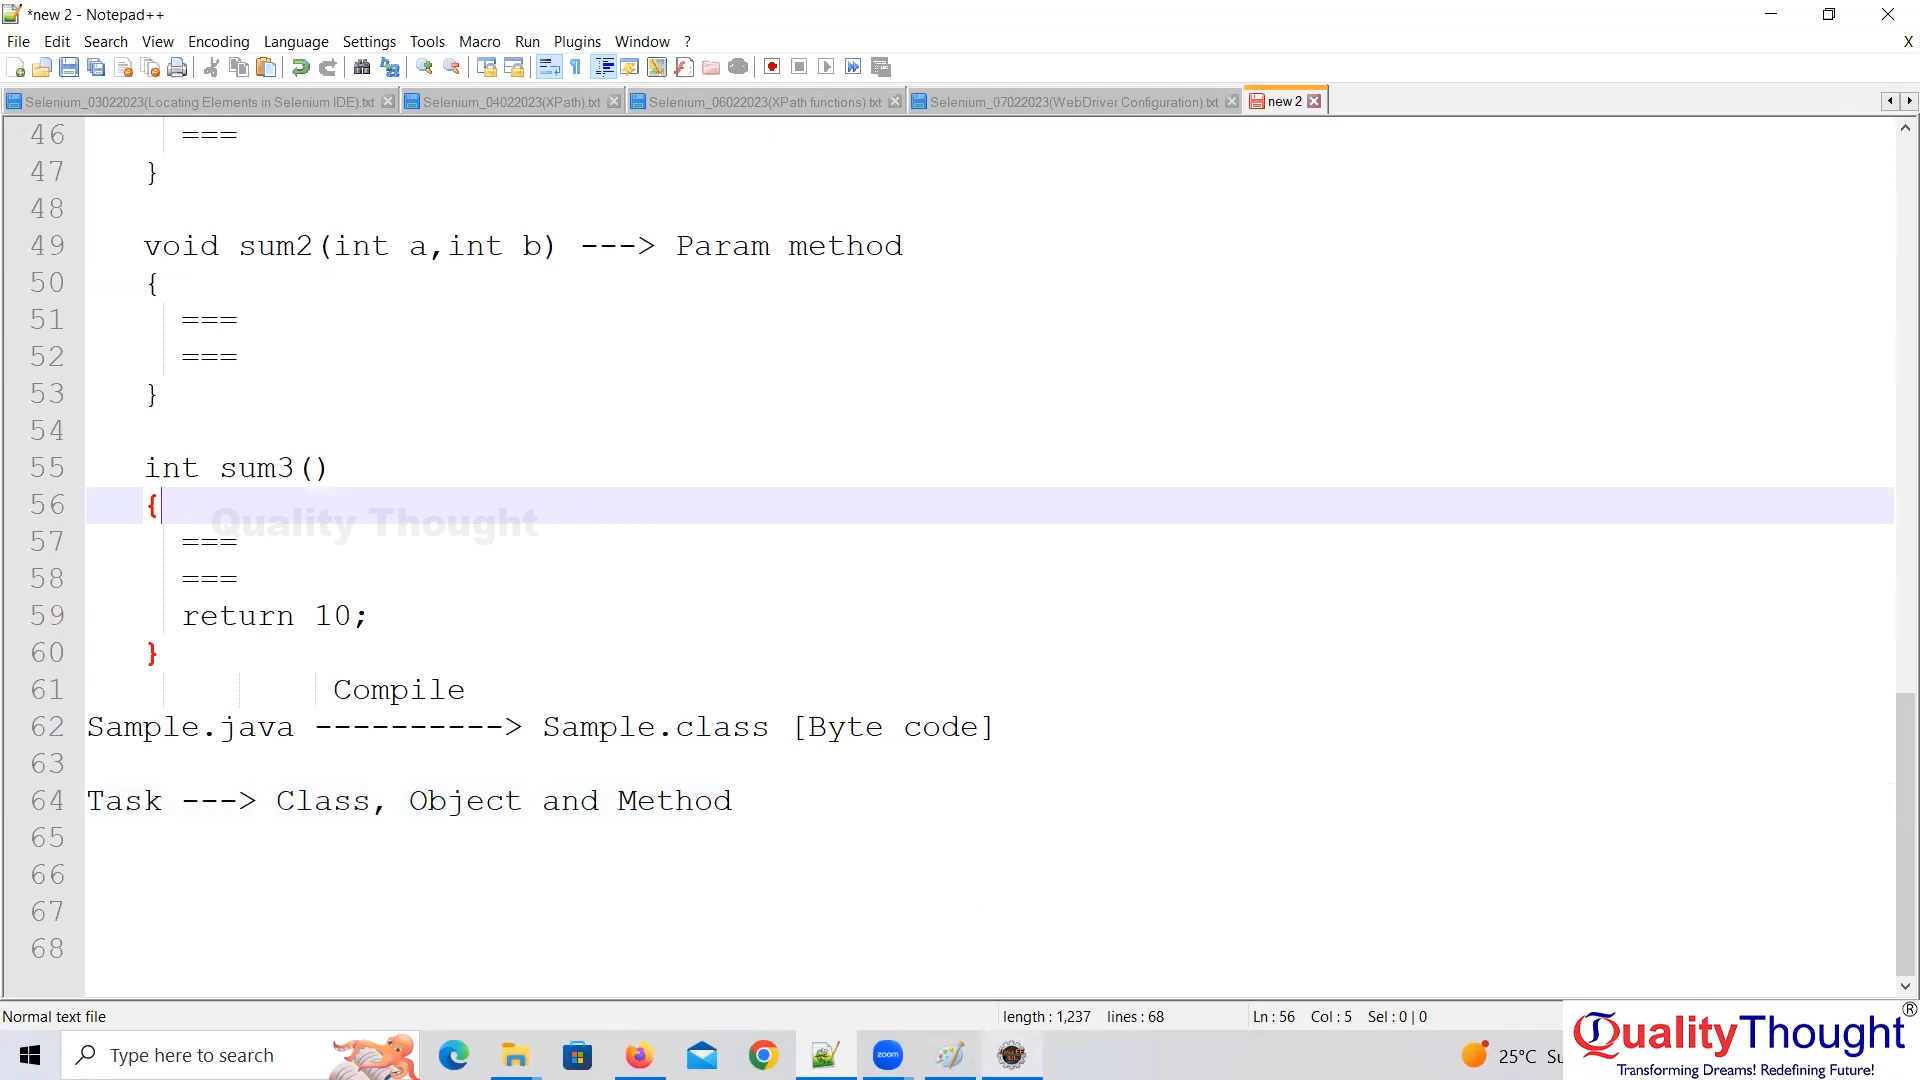 *new 2 - Notepad++
File Edit Search View Encoding Language Settings Tools Macro Run Plugins Window ?
X
Selenium_03022023(Locating Elements in Selenium IDE).txt
Selenium_04022023(XPath).txt
Selenium_06022023(XPath functions).txt
Selenium_07022023(WebDriver Configuration).txt
new 2
46 ===
47 }
48
49 void sum2(int a,int b) ---> Param method
50 {
51 ===
52 ===
53 }
54
55 int sum3()
56 {
Quality Thought
57 ===
58 ===
59 return 10;
60 }
61 Compile
62 Sample.java ----------> Sample.class [Byte code]
63
64 Task ---> Class, Object and Method
65
66
67
68
Normal text file
length : 1,237 lines : 68
Ln : 56 Col : 5 Sel : 0 | 0
Type here to search
zoom
25°C Su
QualityThought®
Transforming Dreams! Redefining Future!